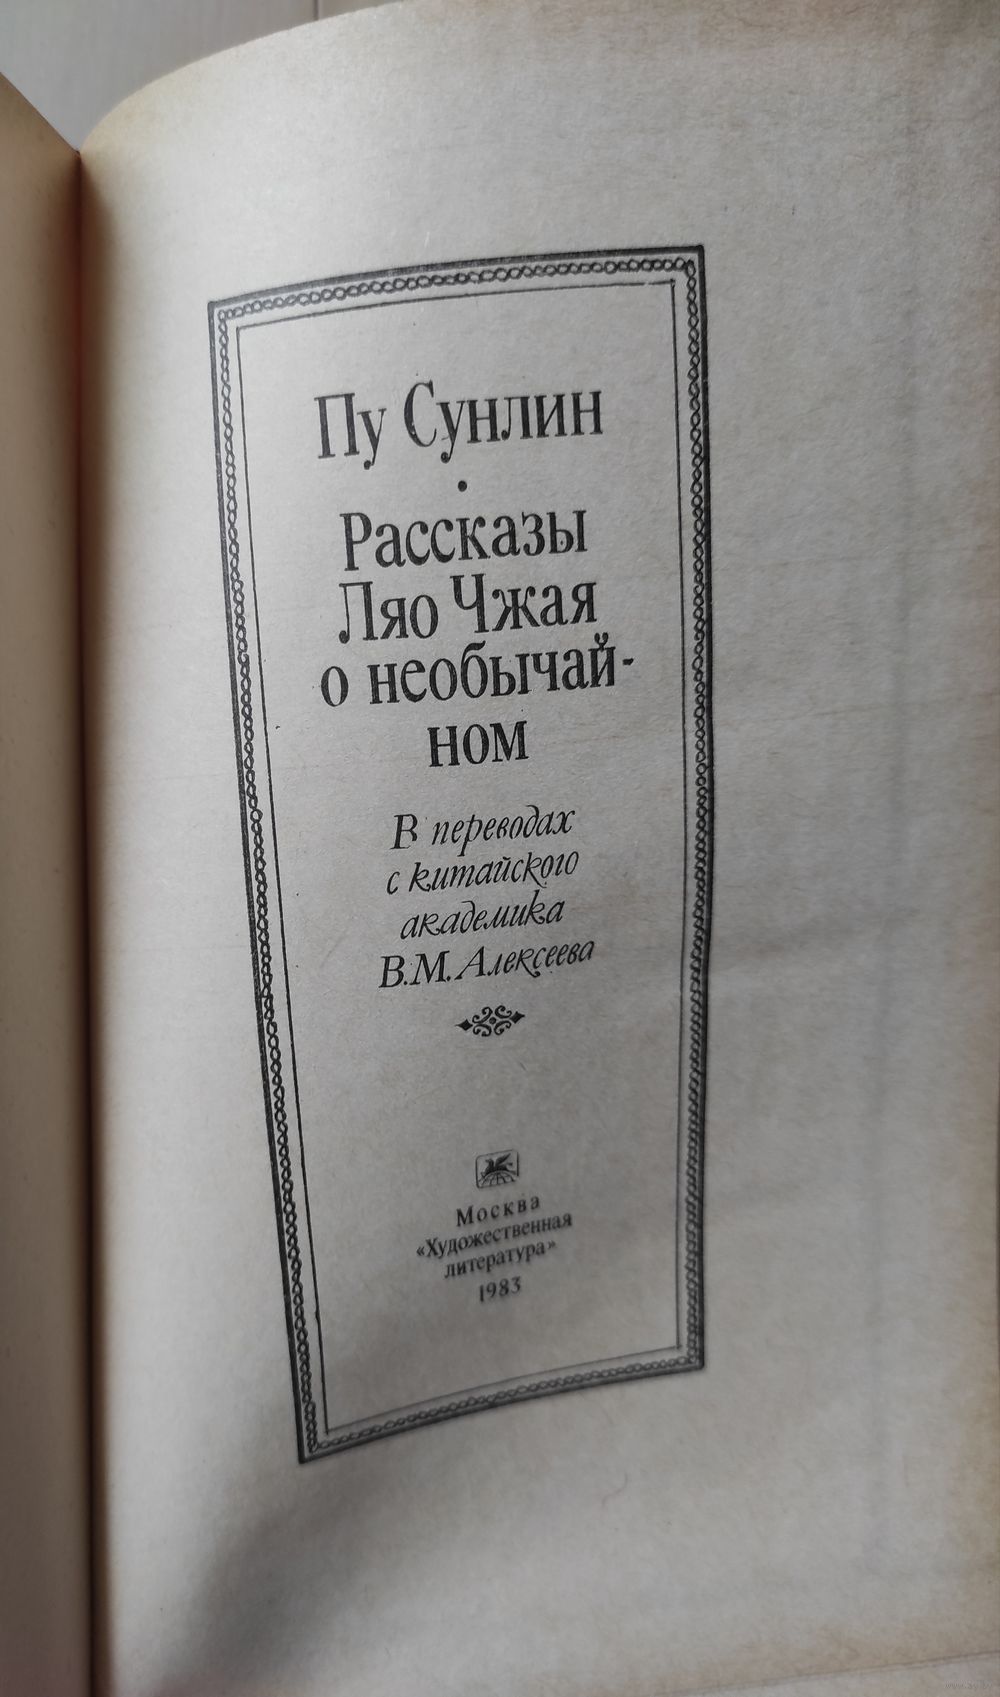 Пу Сунлин
·
Рассказы
Ляо Чжая
о необычай-
ном
В переводах
с китайского
академика
В.М.Алексеева
Москва
«Художественная
литература»
1983